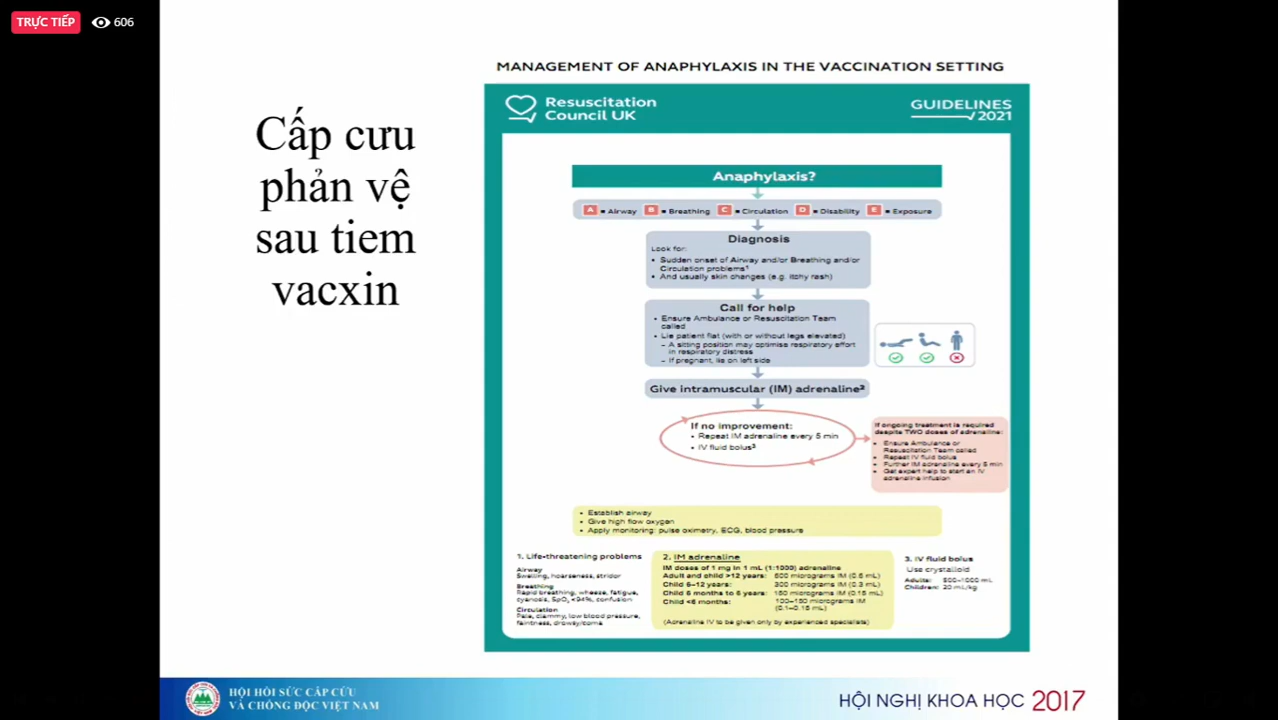 TRỰC TIẾP
606
Cấp cưu
phản vệ
sau tiem
vacxin
MANAGEMENT OF ANAPHYLAXIS IN THE VACCINATION SETTING
Resuscitation
Council UK
GUIDELINES
2021
Anaphylaxis?
A = Airway B = Breathing C = Circulation D = Disability E = Exposure
Diagnosis
Look for:
• Sudden onset of Airway and/or Breathing and/or
Circulation problems¹
• And usually skin changes (e.g. itchy rash)
Call for help
• Ensure Ambulance or Resuscitation Team
called
• Lie patient flat (with or without legs elevated)
– A sitting position may optimise respiratory effort
in respiratory distress
– If pregnant, lie on left side
Give intramuscular (IM) adrenaline²
If no improvement:
• Repeat IM adrenaline every 5 min
• IV fluid bolus³
If ongoing treatment is required
despite TWO doses of adrenaline:
• Ensure Ambulance or
Resuscitation Team called
• Repeat IV fluid bolus
• Further IM adrenaline every 5 min
• Get expert help to start an IV
adrenaline infusion
• Establish airway
• Give high flow oxygen
• Apply monitoring: pulse oximetry, ECG, blood pressure
1. Life-threatening problems
Airway
Swelling, hoarseness, stridor
Breathing
Rapid breathing, wheeze, fatigue,
cyanosis, SpO₂ <94%, confusion
Circulation
Pale, clammy, low blood pressure,
faintness, drowsy/coma
2. IM adrenaline
IM doses of 1 mg in 1 mL (1:1000) adrenaline
Adult and child >12 years: 500 micrograms IM (0.5 mL)
Child 6–12 years: 300 micrograms IM (0.3 mL)
Child 6 months to 6 years: 150 micrograms IM (0.15 mL)
Child <6 months: 100–150 micrograms IM
(0.1–0.15 mL)
(Adrenaline IV to be given only by experienced specialists)
3. IV fluid bolus
Use crystalloid
Adults: 500–1000 mL
Children: 20 mL/kg
HỘI HỒI SỨC CẤP CỨU
VÀ CHỐNG ĐỘC VIỆT NAM
HỘI NGHỊ KHOA HỌC 2017